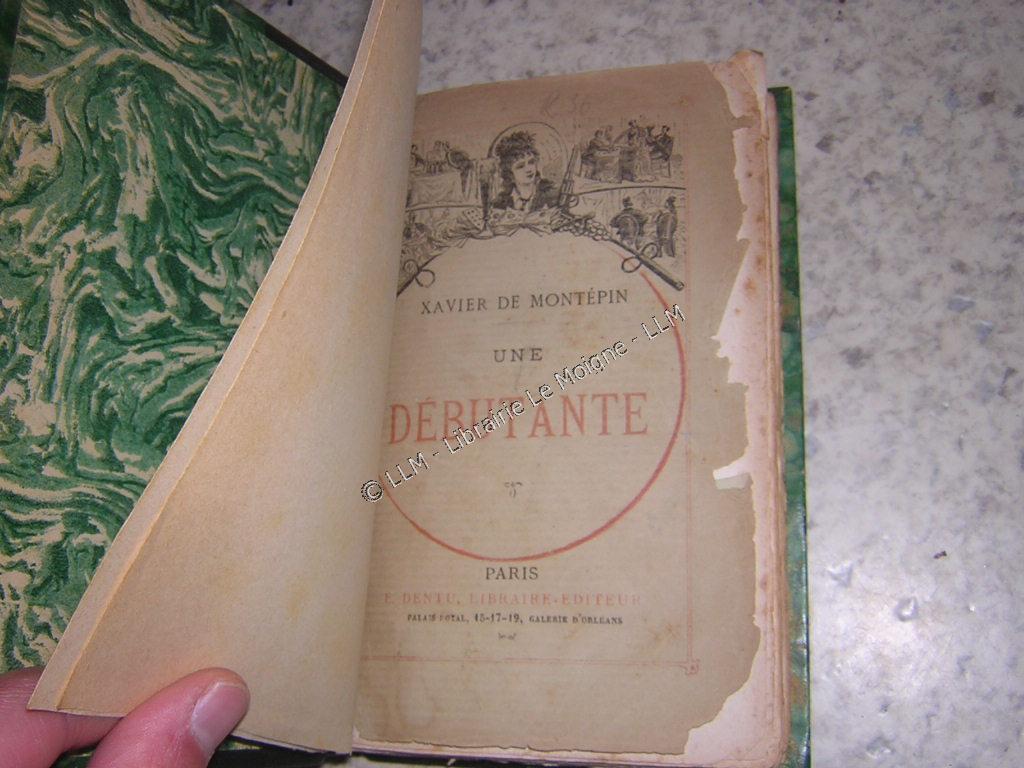 XAVIER DE MONTÉPIN
UNE
DÉBUTANTE
PARIS
E. DENTU, LIBRAIRE-EDITEUR
PALAIS-ROYAL, 15-17-19, GALERIE D'ORLÉANS
© LLM - Librairie Le Moigne - LLM